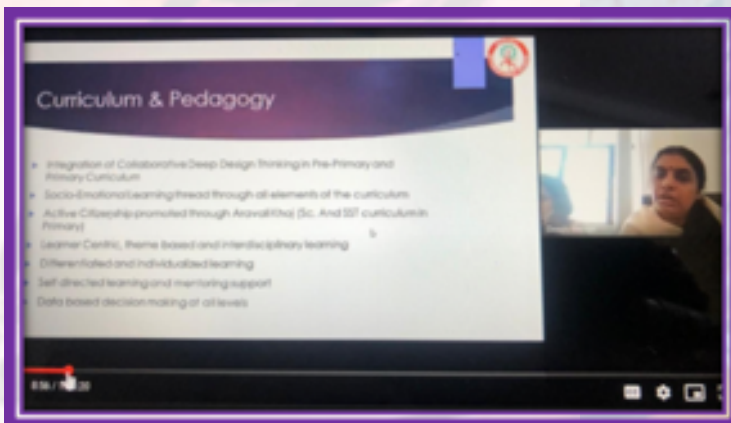 Curriculum & Pedagogy
Integration of Collaborative Deep Design Thinking in Pre-Primary and
Primary Curriculum
Socio-Emotional Learning thread through all elements of the curriculum
Active Citizenship promoted through Aravali Khoj (Sc. And SST curriculum in
Primary)
Learner Centric, theme based and interdisciplinary learning
Differentiated and individualized learning
Self directed learning and mentoring support
Data based decision making at all levels
8:56 /